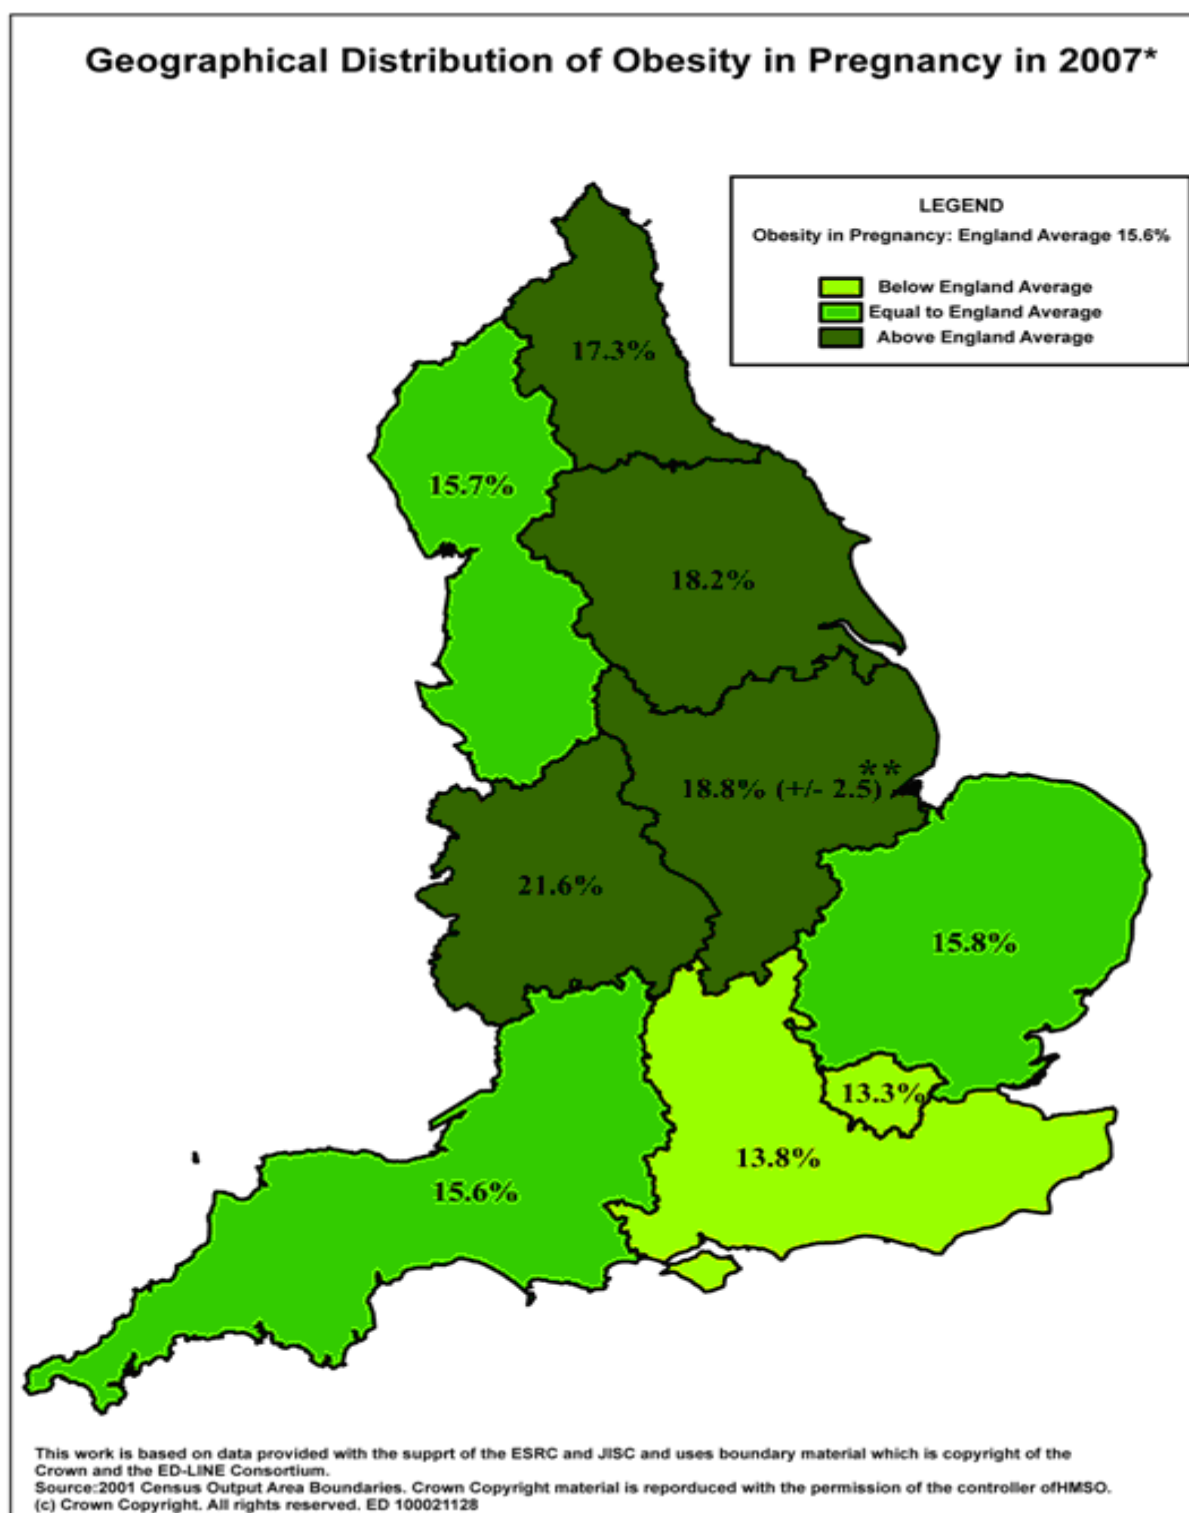 Geographical Distribution of Obesity in Pregnancy in 2007*
LEGEND
Obesity in Pregnancy: England Average 15.6%
Below England Average
Equal to England Average
Above England Average
17.3%
15.7%
18.2%
**
18.8% (+/- 2.5)
21.6%
15.8%
13.3%
13.8%
15.6%
This work is based on data provided with the supprt of the ESRC and JISC and uses boundary material which is copyright of the
Crown and the ED-LINE Consortium.
Source:2001 Census Output Area Boundaries. Crown Copyright material is reporduced with the permission of the controller ofHMSO.
(c) Crown Copyright. All rights reserved. ED 100021128